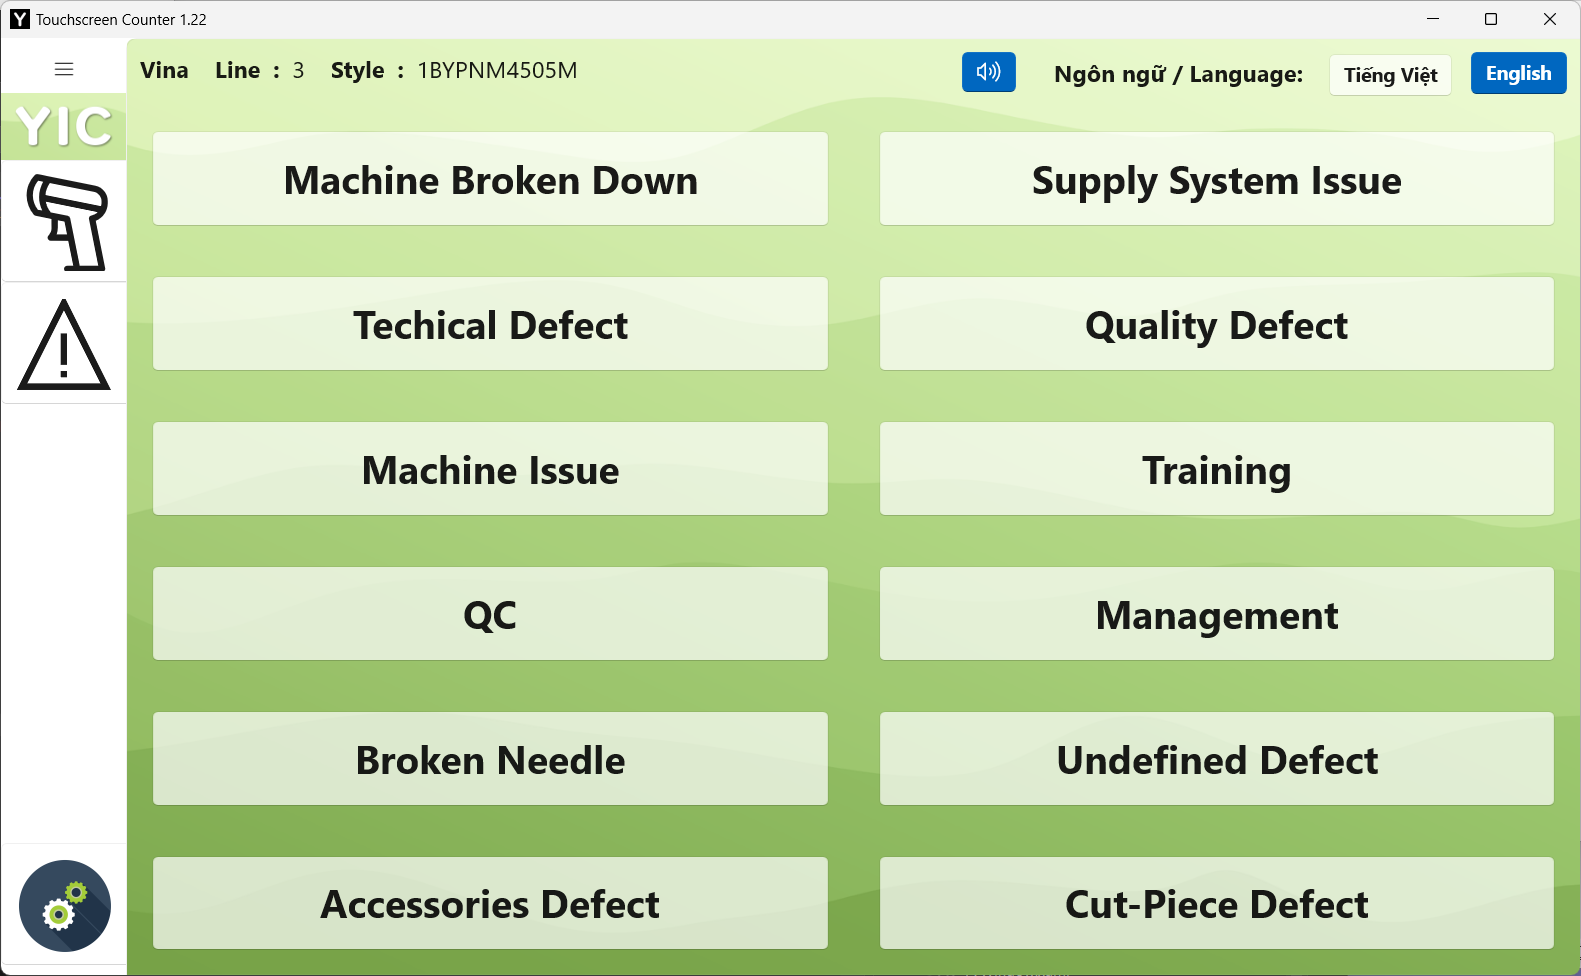 Touchscreen Counter 1.22
Vina Line : 3 Style : 1BYPNM4505M
Ngôn ngữ / Language: Tiếng Việt English
YIC
Machine Broken Down
Supply System Issue
Techical Defect
Quality Defect
Machine Issue
Training
QC
Management
Broken Needle
Undefined Defect
Accessories Defect
Cut-Piece Defect